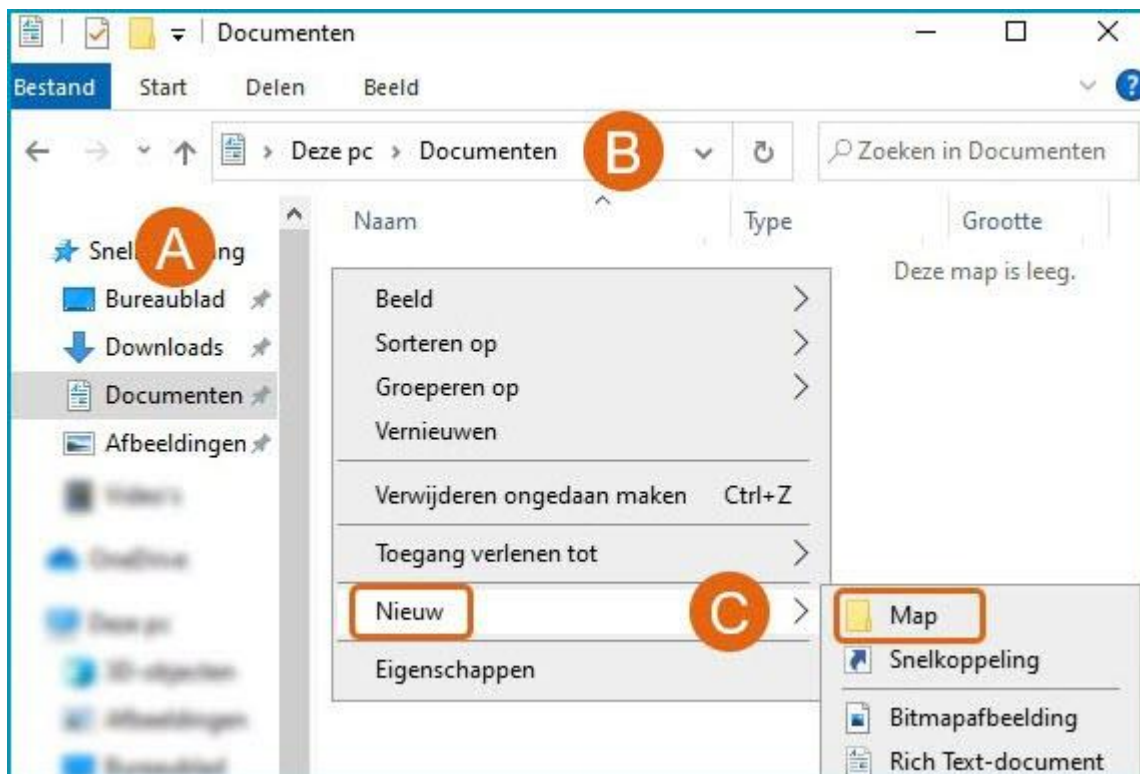 Documenten
Bestand Start Delen Beeld
Deze pc > Documenten B Zoeken in Documenten
A
Naam Type Grootte
Deze map is leeg.
Bureaublad
Downloads
Documenten
Afbeeldingen
Beeld
Sorteren op
Groeperen op
Vernieuwen
Verwijderen ongedaan maken Ctrl+Z
Toegang verlenen tot
Nieuw C
Eigenschappen
Map
Snelkoppeling
Bitmapafbeelding
Rich Text-document